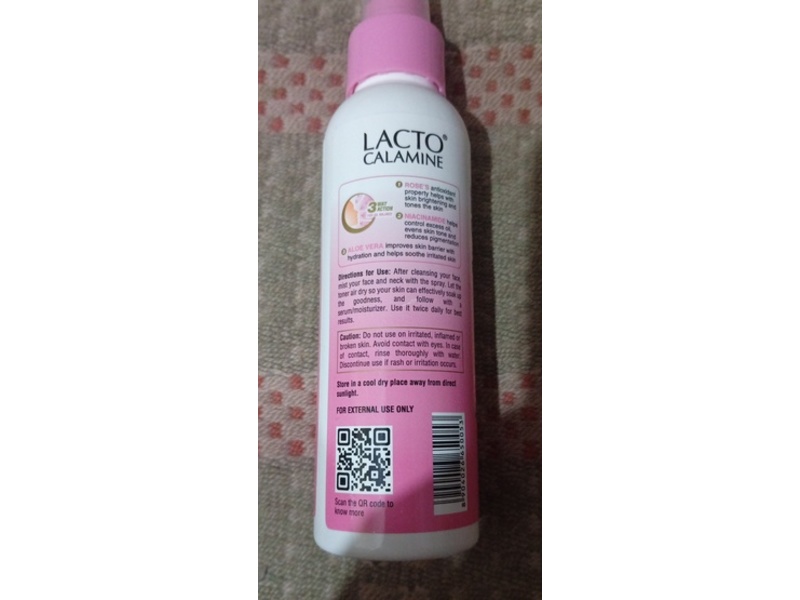 LACTO®
CALAMINE
3 WAY
ACTION
1 ROSE'S antioxidant
property helps with
skin brightening and
tones the skin.
2 NIACINAMIDE helps
control excess oil,
evens skin tone and
reduces pigmentation
3 ALOE VERA improves skin barrier with
hydration and helps soothe irritated skin
Directions for Use: After cleansing your face,
mist your face and neck with the spray. Let the
toner air dry so your skin can effectively soak up
the goodness, and follow with a
serum/moisturizer. Use it twice daily for best
results.
Caution: Do not use on irritated, inflamed or
broken skin. Avoid contact with eyes. In case
of contact, rinse thoroughly with water.
Discontinue use if rash or irritation occurs.
Store in a cool dry place away from direct
sunlight.
FOR EXTERNAL USE ONLY
Scan the QR code to
know more